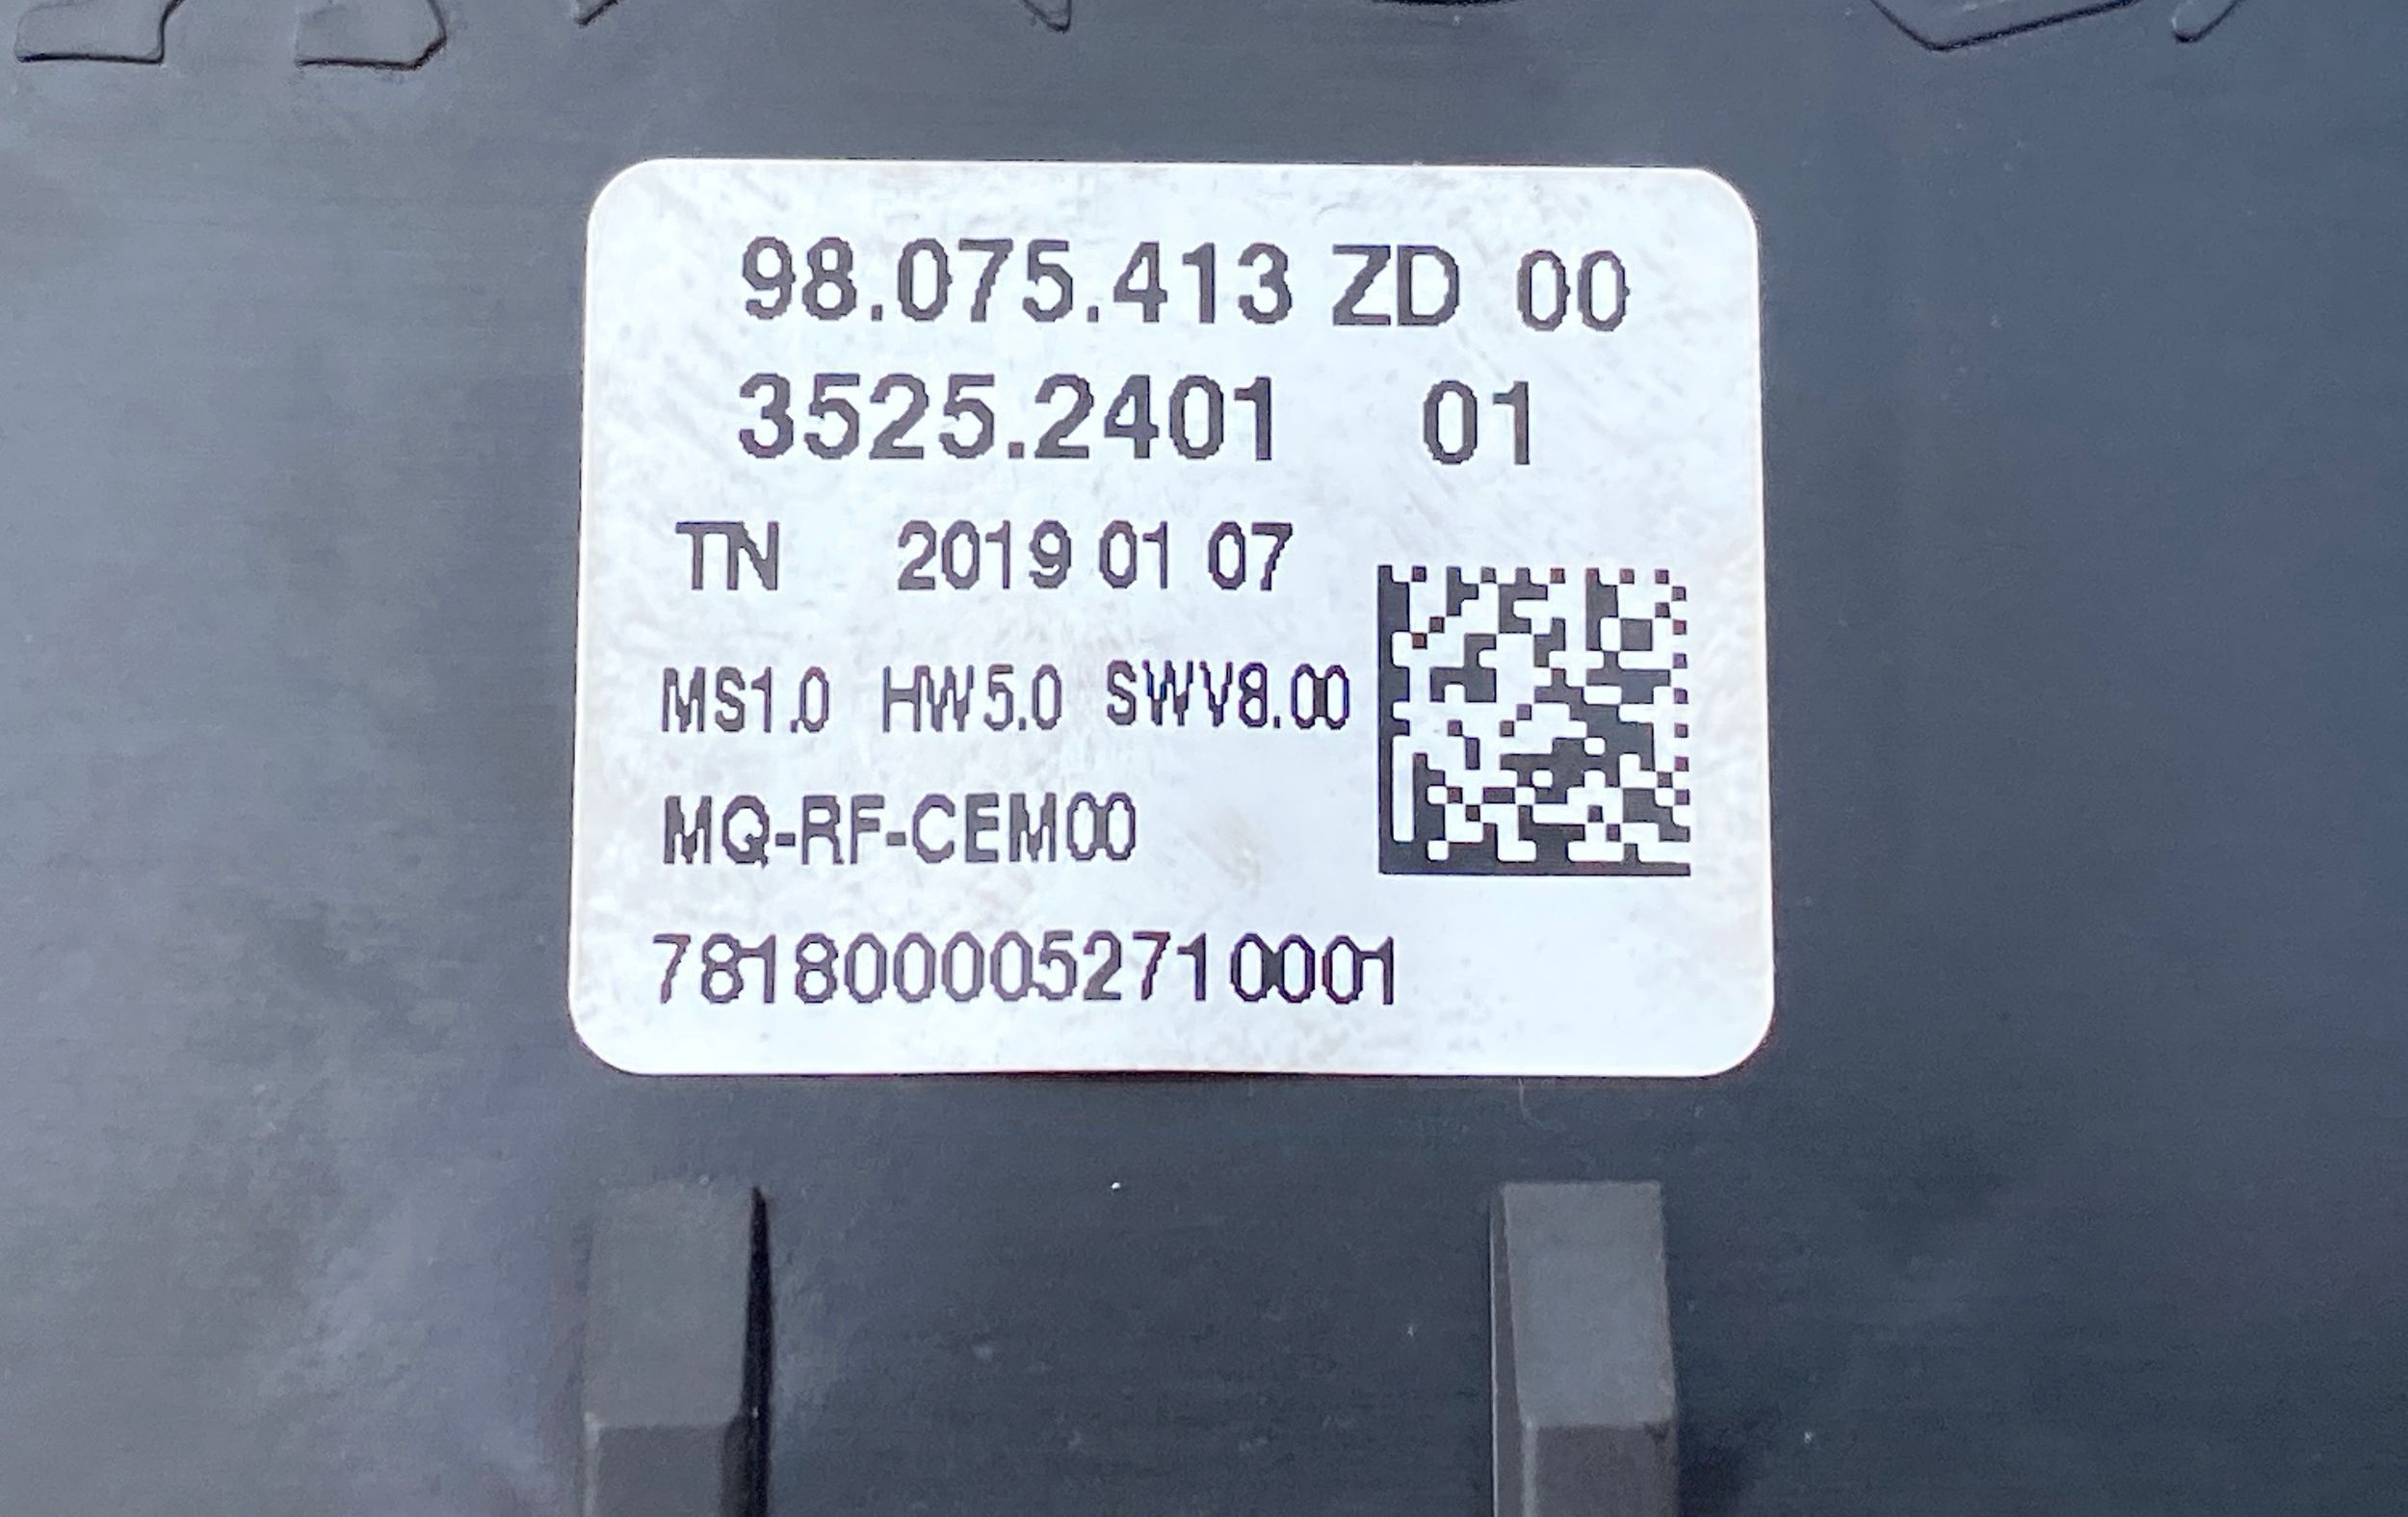 98.075.413 ZD 00
3525.2401 01
TN 2019 01 07
MS1.0 HW5.0 SWV8.00
MQ-RF-CEM00
7818000052710001